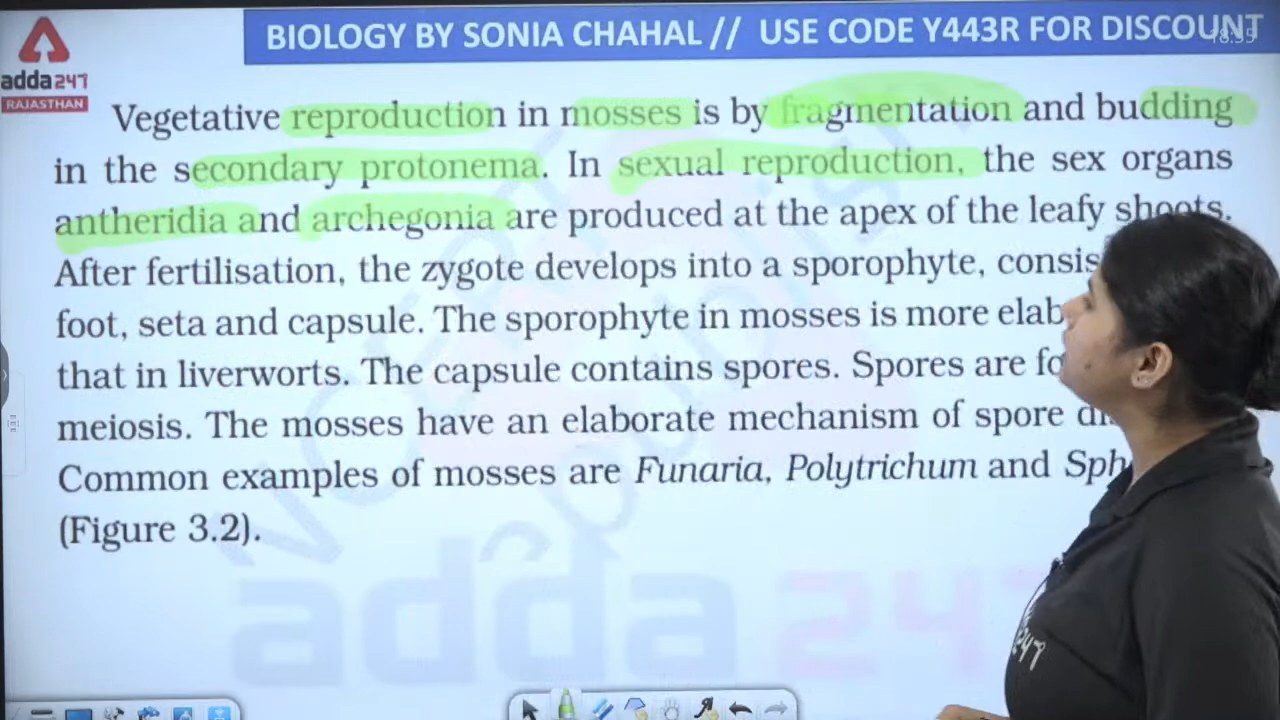 BIOLOGY BY SONIA CHAHAL // USE CODE Y443R FOR DISCOUNT
18:55
adda247
RAJASTHAN
Vegetative reproduction in mosses is by fragmentation and budding
in the secondary protonema. In sexual reproduction, the sex organs
antheridia and archegonia are produced at the apex of the leafy shoots.
After fertilisation, the zygote develops into a sporophyte, consis
foot, seta and capsule. The sporophyte in mosses is more elab
that in liverworts. The capsule contains spores. Spores are fo
meiosis. The mosses have an elaborate mechanism of spore di
Common examples of mosses are Funaria, Polytrichum and Sph
(Figure 3.2).
adda247